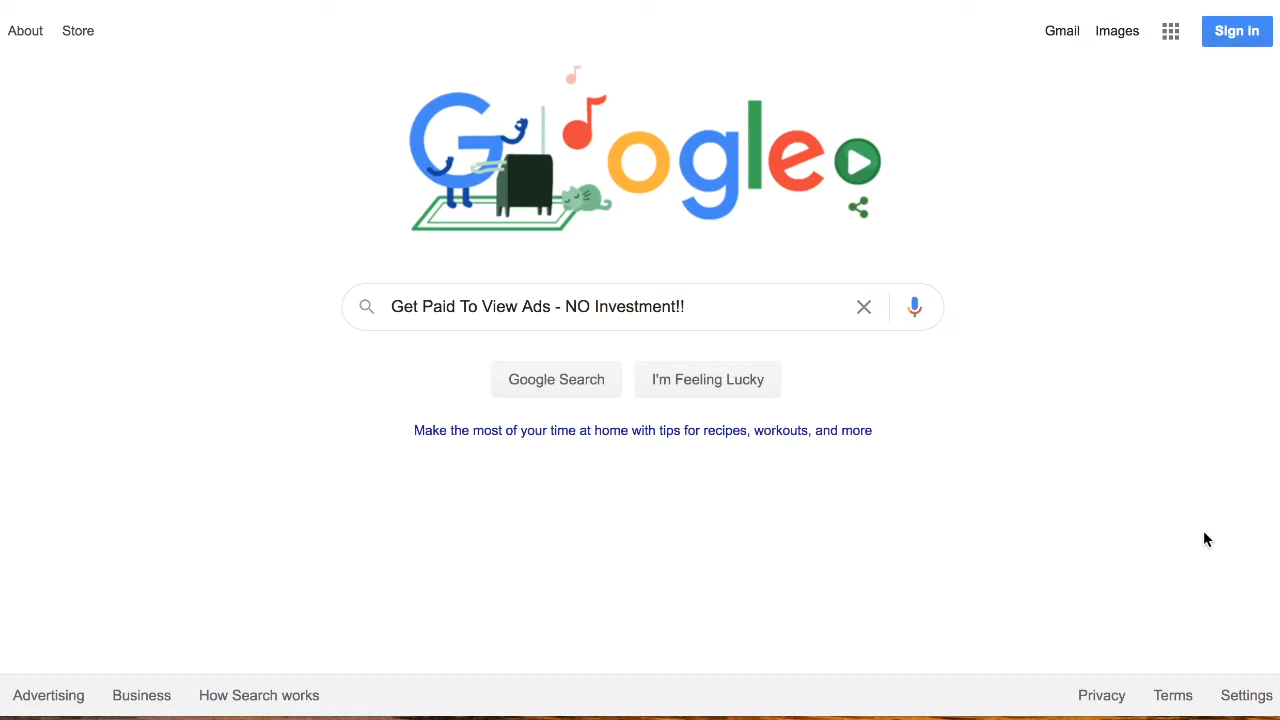 About Store
Gmail Images Sign in
Google
Get Paid To View Ads - NO Investment!!
Google Search I'm Feeling Lucky
Make the most of your time at home with tips for recipes, workouts, and more
Advertising Business How Search works
Privacy Terms Settings